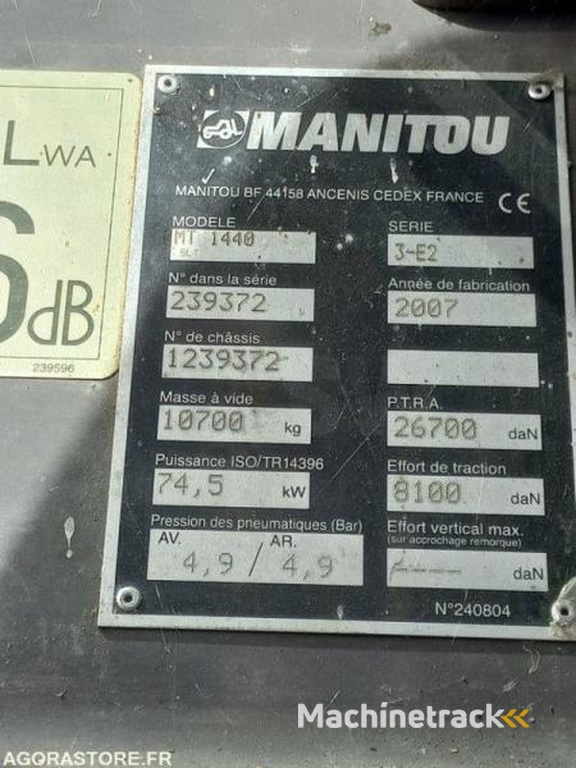 LWA
dB
239596
MANITOU
MANITOU BF 44158 ANCENIS CEDEX FRANCE CE
MODELE
MT 1440
SLT
SERIE
3-E2
N° dans la série
239372
Année de fabrication
2007
N° de châssis
1239372
Masse à vide
10700 kg
P.T.R.A.
26700 daN
Puissance ISO/TR14396
74,5 kW
Effort de traction
8100 daN
Pression des pneumatiques (Bar)
AV. AR.
4,9 / 4,9
Effort vertical max.
(sur accrochage remorque)
----- daN
N°240804
Machinetrack
AGORASTORE.FR